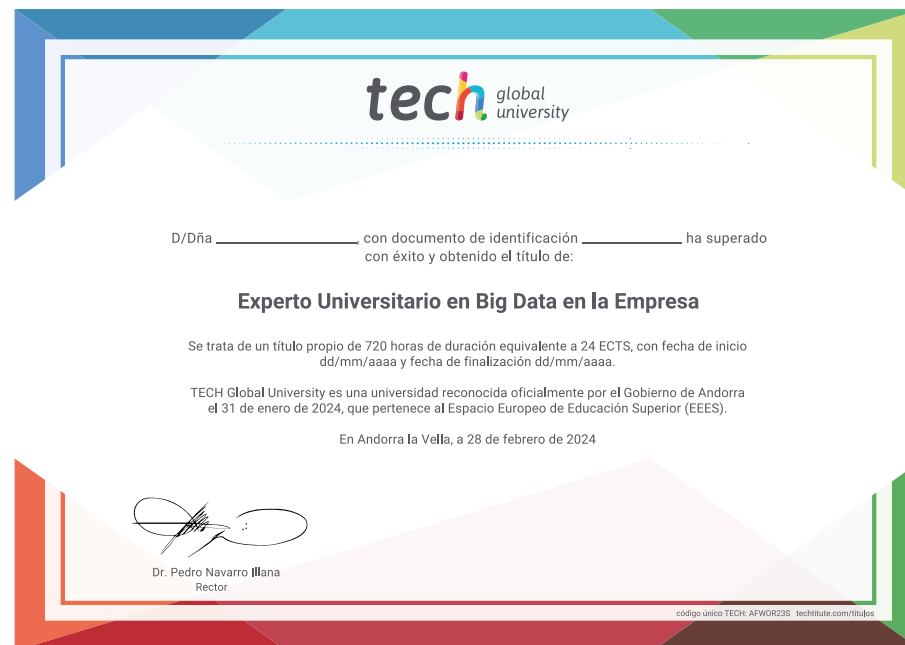 tech global university
D/Dña ____________________, con documento de identificación ______________ ha superado
con éxito y obtenido el título de:
Experto Universitario en Big Data en la Empresa
Se trata de un título propio de 720 horas de duración equivalente a 24 ECTS, con fecha de inicio
dd/mm/aaaa y fecha de finalización dd/mm/aaaa.
TECH Global University es una universidad reconocida oficialmente por el Gobierno de Andorra
el 31 de enero de 2024, que pertenece al Espacio Europeo de Educación Superior (EEES).
En Andorra la Vella, a 28 de febrero de 2024
Dr. Pedro Navarro Illana
Rector
código único TECH: AFWOR23S techtitute.com/titulos